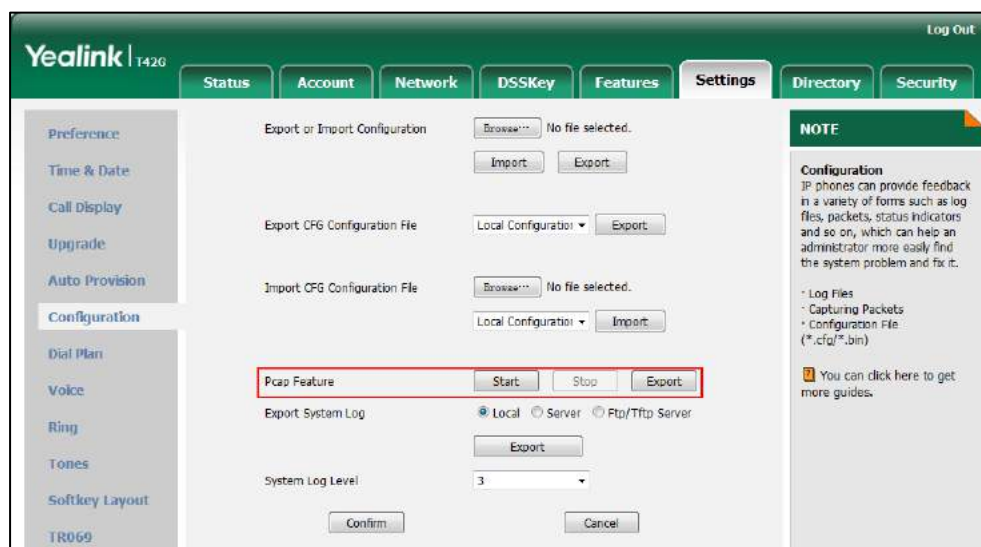 Log Out
Yealink T42G
Status Account Network DSSKey Features Settings Directory Security
Preference
Time & Date
Call Display
Upgrade
Auto Provision
Configuration
Dial Plan
Voice
Ring
Tones
Softkey Layout
TR069
Export or Import Configuration Browse··· No file selected.
Import Export
Export CFG Configuration File Local Configuration Export
Import CFG Configuration File Browse··· No file selected.
Local Configuration Import
Pcap Feature Start Stop Export
Export System Log Local Server Ftp/Tftp Server
Export
System Log Level 3
Confirm Cancel
NOTE
Configuration
IP phones can provide feedback
in a variety of forms such as log
files, packets, status indicators
and so on, which can help an
administrator more easily find
the system problem and fix it.
· Log Files
· Capturing Packets
· Configuration File
(*.cfg/*.bin)
You can click here to get
more guides.